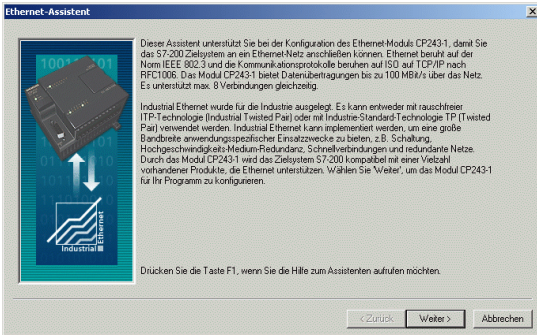 Ethernet-Assistent
Dieser Assistent unterstützt Sie bei der Konfiguration des Ethernet-Moduls CP243-1, damit Sie
das S7-200 Zielsystem an ein Ethernet-Netz anschließen können. Ethernet beruht auf der
Norm IEEE 802.3 und die Kommunikationsprotokolle beruhen auf ISO auf TCP/IP nach
RFC1006. Das Modul CP243-1 bietet Datenübertragungen bis zu 100 MBit/s über das Netz.
Es unterstützt max. 8 Verbindungen gleichzeitig.
Industrial Ethernet wurde für die Industrie ausgelegt. Es kann entweder mit rauschfreier
ITP-Technologie (Industrial Twisted Pair) oder mit Industrie-Standard-Technologie TP (Twisted
Pair) verwendet werden. Industrial Ethernet kann implementiert werden, um eine große
Bandbreite anwendungsspezifischer Einsatzzwecke zu bieten, z.B. Schaltung,
Hochgeschwindigkeits-Medium-Redundanz, Schnellverbindungen und redundante Netze.
Durch das Modul CP243-1 wird das Zielsystem S7-200 kompatibel mit einer Vielzahl
vorhandener Produkte, die Ethernet unterstützen. Wählen Sie 'Weiter', um das Modul CP243-1
für Ihr Programm zu konfigurieren.
Industrial
Ethernet
Drücken Sie die Taste F1, wenn Sie die Hilfe zum Assistenten aufrufen möchten.
< Zurück
Weiter >
Abbrechen